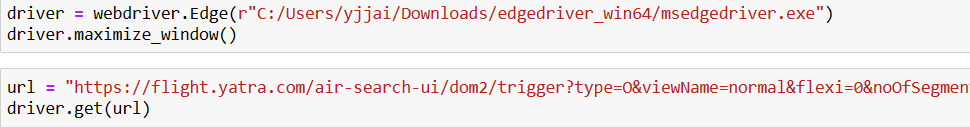 driver = webdriver.Edge(r"C:/Users/yjjai/Downloads/edgedriver_win64/msedgedriver.exe")
driver.maximize_window()
url = "https://flight.yatra.com/air-search-ui/dom2/trigger?type=O&viewName=normal&flexi=0&noOfSegment
driver.get(url)